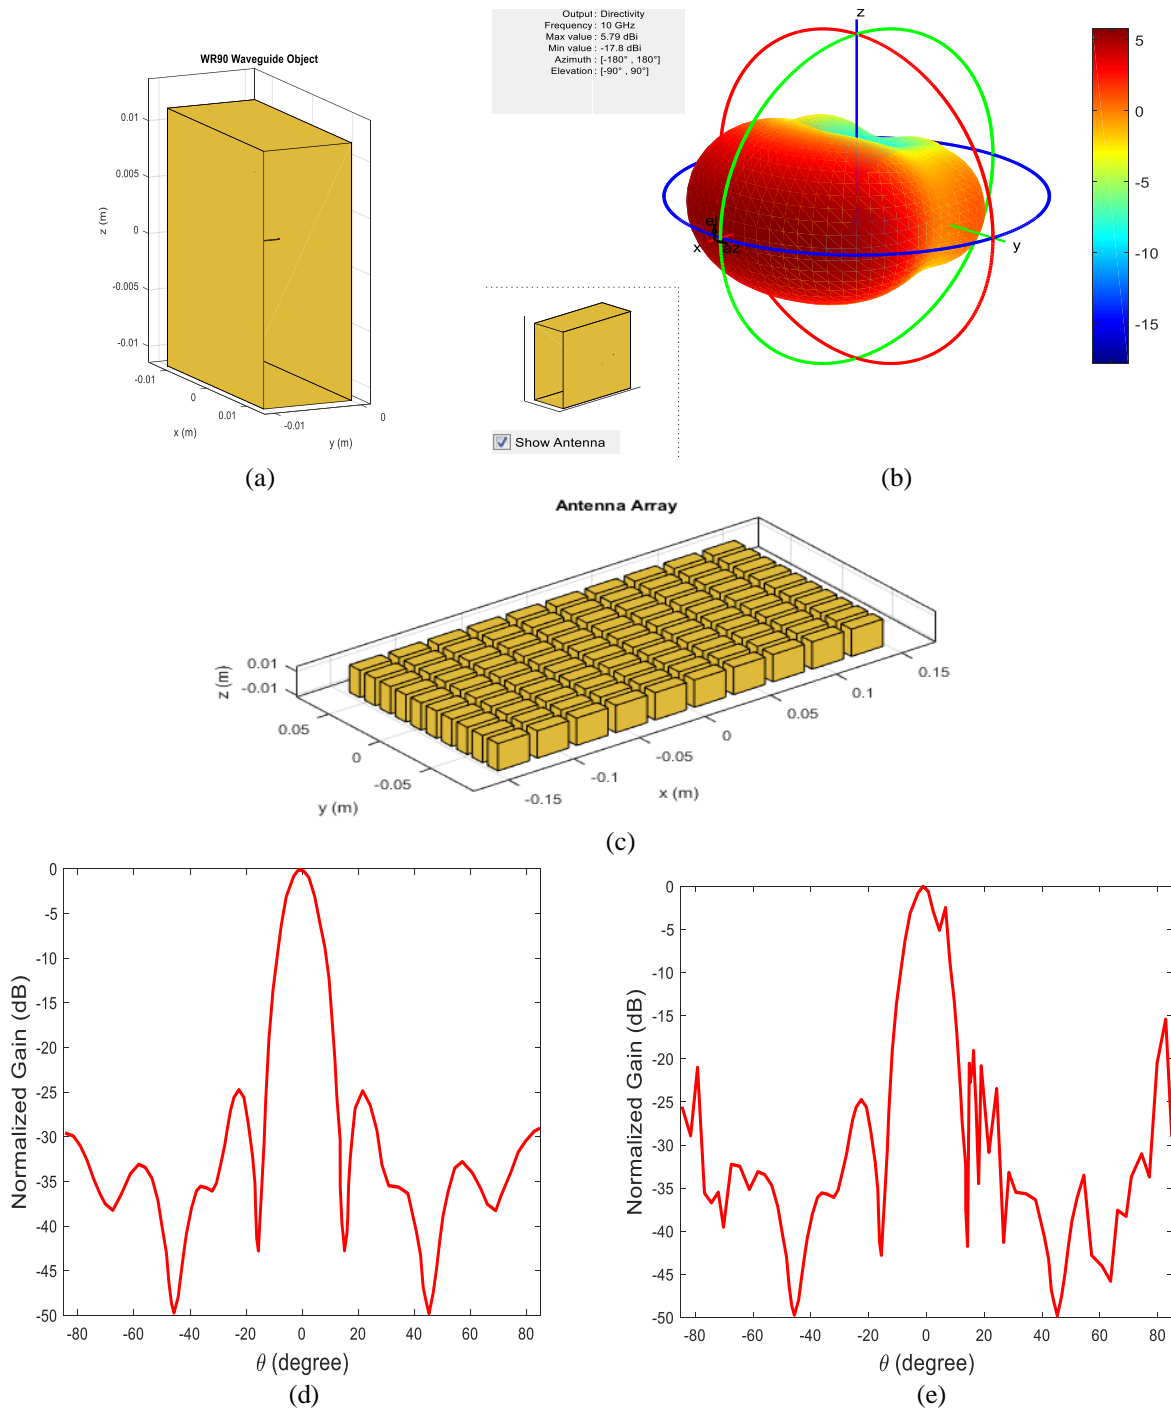 WR90 Waveguide Object
0.01
0.005
0
-0.005
-0.01
z (m)
-0.01
0
0.01
x (m)
-0.01
0
y (m)
(a)
Output : Directivity
Frequency : 10 GHz
Max value : 5.79 dBi
Min value : -17.8 dBi
Azimuth : [-180° , 180°]
Elevation : [-90° , 90°]
Show Antenna
z
el
x
az
y
5
0
-5
-10
-15
(b)
Antenna Array
0.01
-0.01
z (m)
0.05
0
-0.05
y (m)
-0.15
-0.1
-0.05
0
0.05
0.1
0.15
x (m)
(c)
0
-5
-10
-15
-20
-25
-30
-35
-40
-45
-50
Normalized Gain (dB)
-80 -60 -40 -20 0 20 40 60 80
θ (degree)
(d)
0
-5
-10
-15
-20
-25
-30
-35
-40
-45
-50
Normalized Gain (dB)
-80 -60 -40 -20 0 20 40 60 80
θ (degree)
(e)